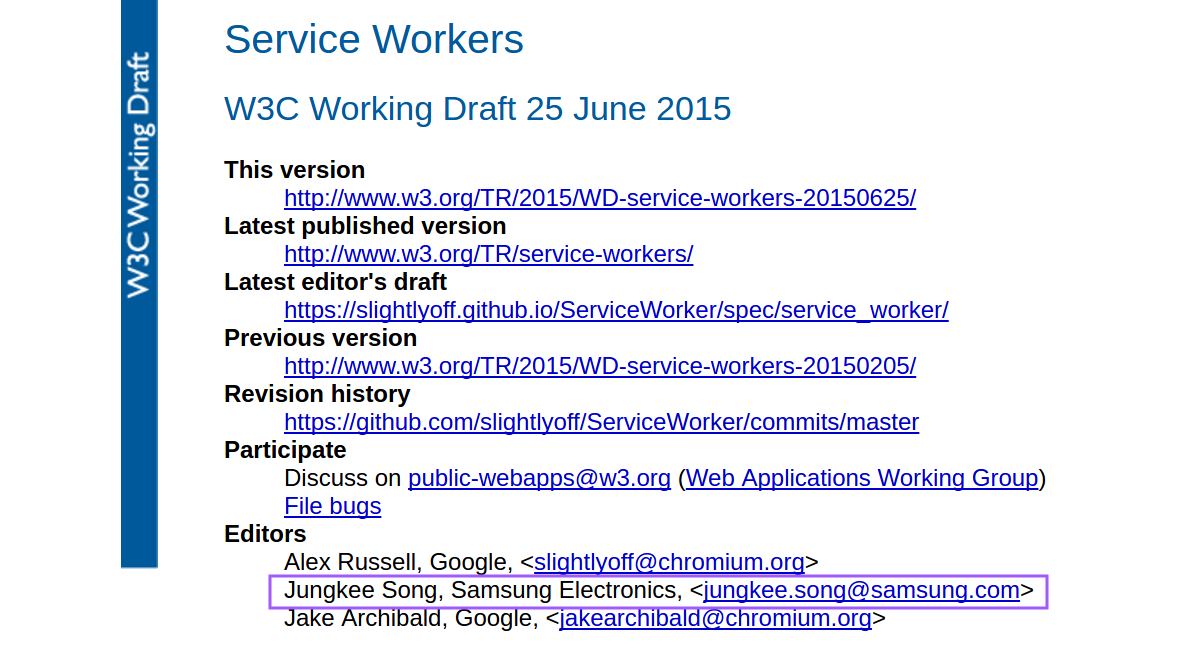 W3C Working Draft
Service Workers
W3C Working Draft 25 June 2015
This version
http://www.w3.org/TR/2015/WD-service-workers-20150625/
Latest published version
http://www.w3.org/TR/service-workers/
Latest editor's draft
https://slightlyoff.github.io/ServiceWorker/spec/service_worker/
Previous version
http://www.w3.org/TR/2015/WD-service-workers-20150205/
Revision history
https://github.com/slightlyoff/ServiceWorker/commits/master
Participate
Discuss on public-webapps@w3.org (Web Applications Working Group)
File bugs
Editors
Alex Russell, Google, <slightlyoff@chromium.org>
Jungkee Song, Samsung Electronics, <jungkee.song@samsung.com>
Jake Archibald, Google, <jakearchibald@chromium.org>